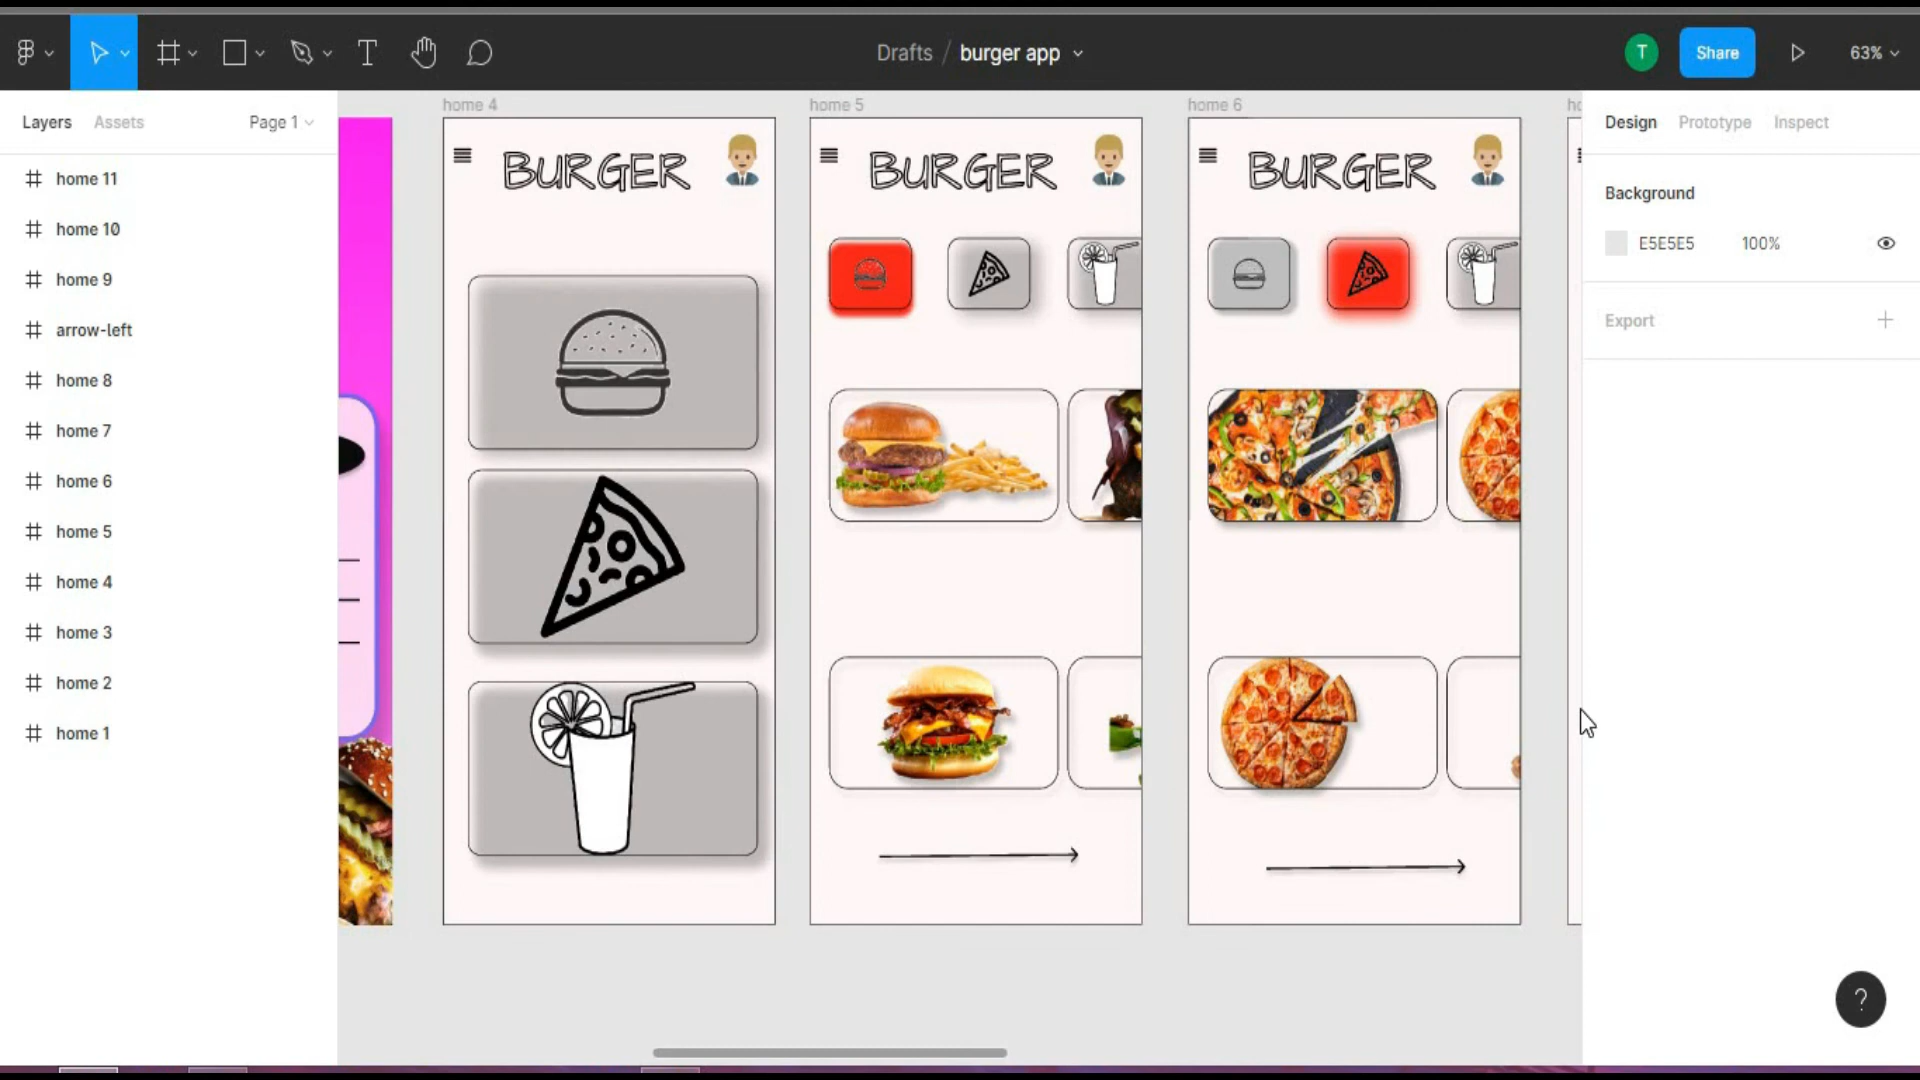 Drafts / burger app
T
Share
63%
Layers
Assets
Page 1
home 11
home 10
home 9
arrow-left
home 8
home 7
home 6
home 5
home 4
home 3
home 2
home 1
home 4
home 5
home 6
ho
BURGER
BURGER
BURGER
Design
Prototype
Inspect
Background
E5E5E5
100%
Export
?